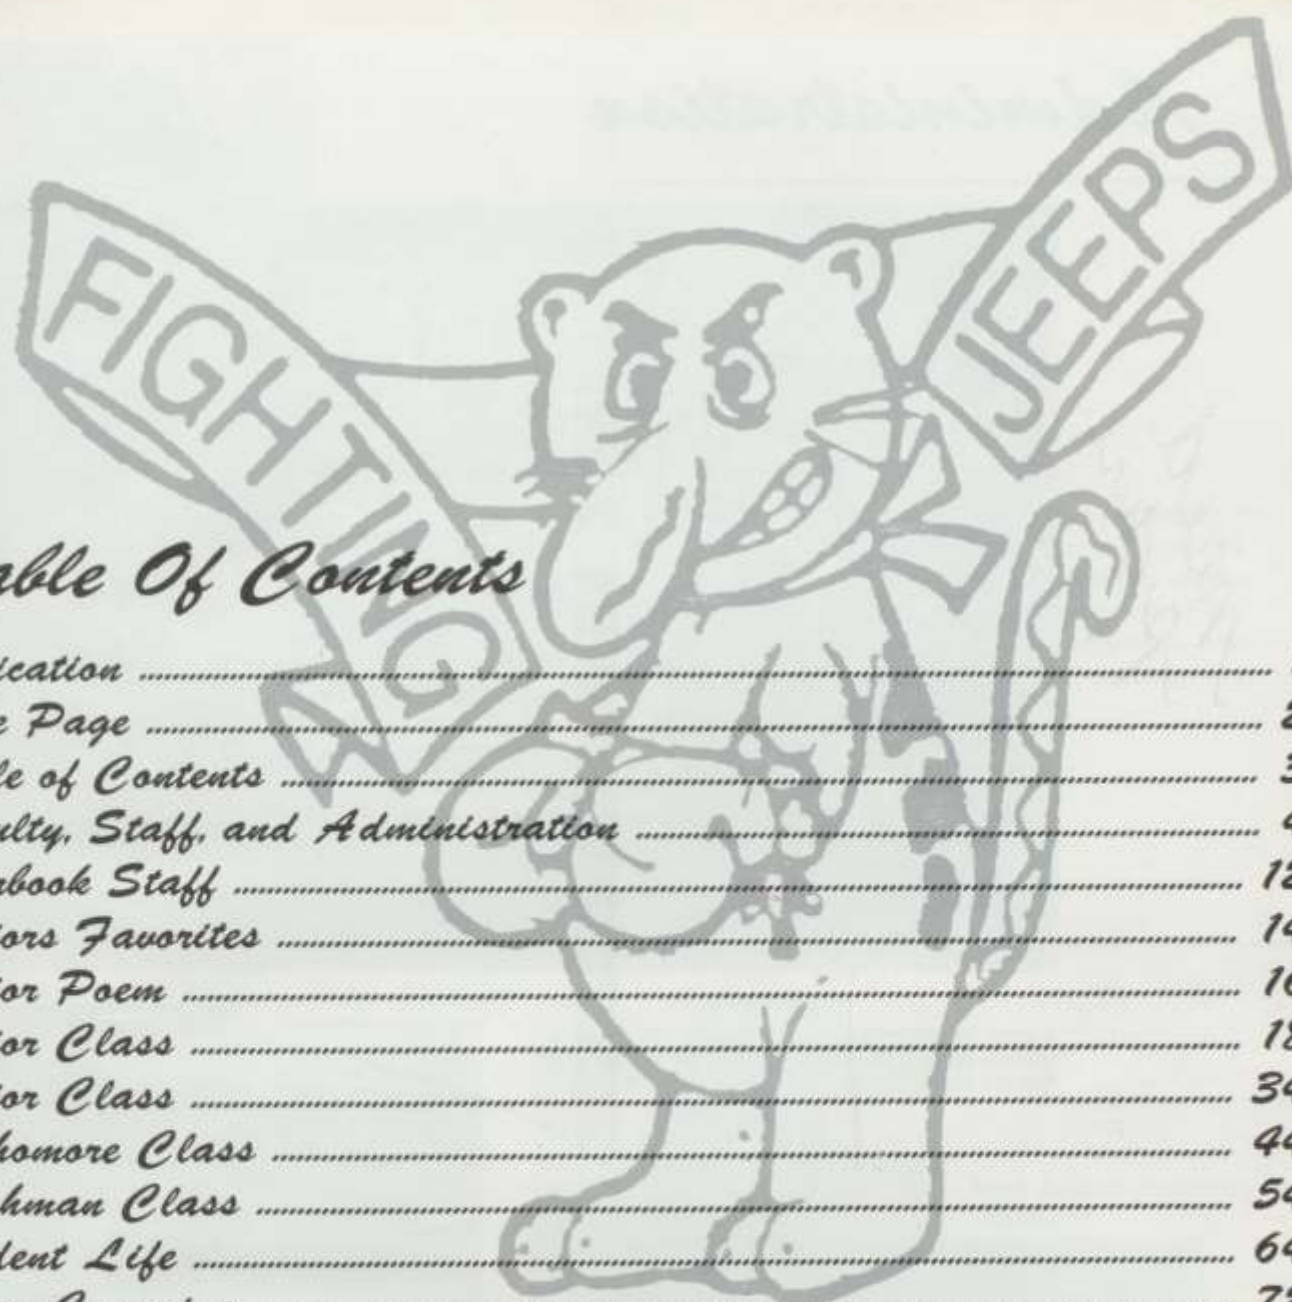 FIGHTING
JEEPS
able Of Contents
ication
e Page 2
le of Contents 3
ulty, Staff, and Administration 4
rbook Staff 12
iors Favorites 14
ior Poem 16
ior Class 18
ior Class 34
homore Class 44
hman Class 54
dent Life 64